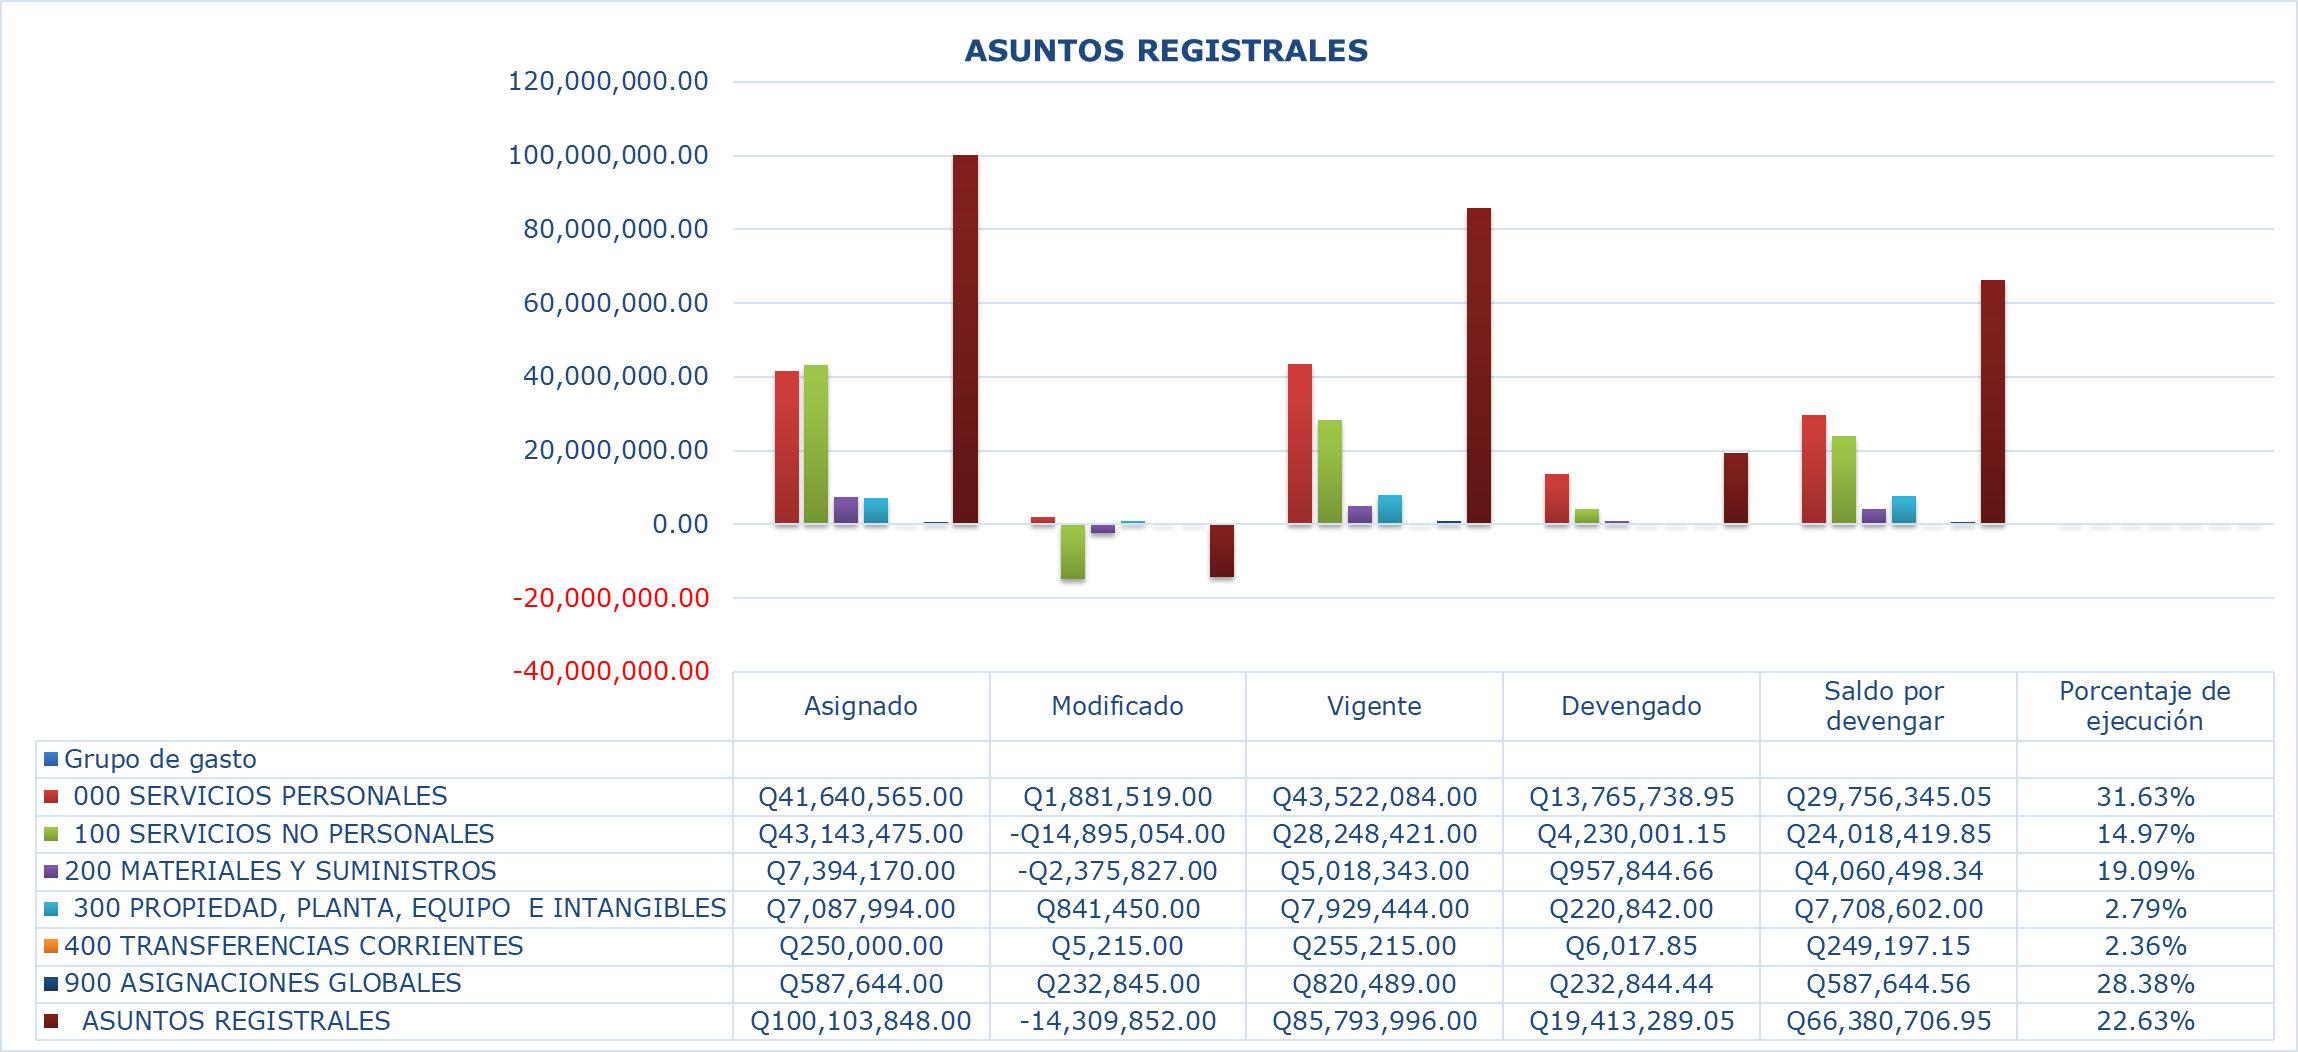 ASUNTOS REGISTRALES
120,000,000.00
100,000,000.00
80,000,000.00
60,000,000.00
40,000,000.00
20,000,000.00
0.00
-20,000,000.00
-40,000,000.00
Asignado Modificado Vigente Devengado Saldo por devengar Porcentaje de ejecución
Grupo de gasto
000 SERVICIOS PERSONALES Q41,640,565.00 Q1,881,519.00 Q43,522,084.00 Q13,765,738.95 Q29,756,345.05 31.63%
100 SERVICIOS NO PERSONALES Q43,143,475.00 -Q14,895,054.00 Q28,248,421.00 Q4,230,001.15 Q24,018,419.85 14.97%
200 MATERIALES Y SUMINISTROS Q7,394,170.00 -Q2,375,827.00 Q5,018,343.00 Q957,844.66 Q4,060,498.34 19.09%
300 PROPIEDAD, PLANTA, EQUIPO E INTANGIBLES Q7,087,994.00 Q841,450.00 Q7,929,444.00 Q220,842.00 Q7,708,602.00 2.79%
400 TRANSFERENCIAS CORRIENTES Q250,000.00 Q5,215.00 Q255,215.00 Q6,017.85 Q249,197.15 2.36%
900 ASIGNACIONES GLOBALES Q587,644.00 Q232,845.00 Q820,489.00 Q232,844.44 Q587,644.56 28.38%
ASUNTOS REGISTRALES Q100,103,848.00 -14,309,852.00 Q85,793,996.00 Q19,413,289.05 Q66,380,706.95 22.63%